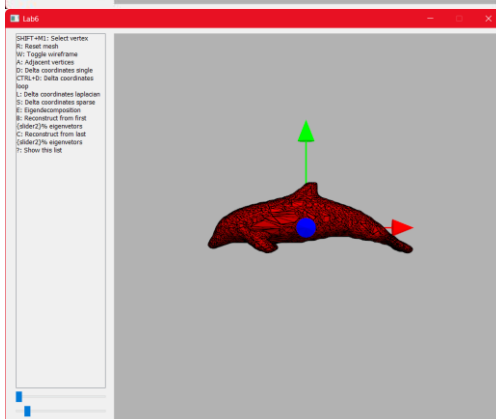 Lab6
SHIFT+M1: Select vertex
R: Reset mesh
W: Toggle wireframe
A: Adjacent vertices
D: Delta coordinates single
CTRL+D: Delta coordinates
loop
L: Delta coordinates laplacian
S: Delta coordinates sparse
E: Eigendecomposition
B: Reconstruct from first
{slider2}% eigenvetors
C: Reconstruct from last
{slider2}% eigenvetors
?: Show this list